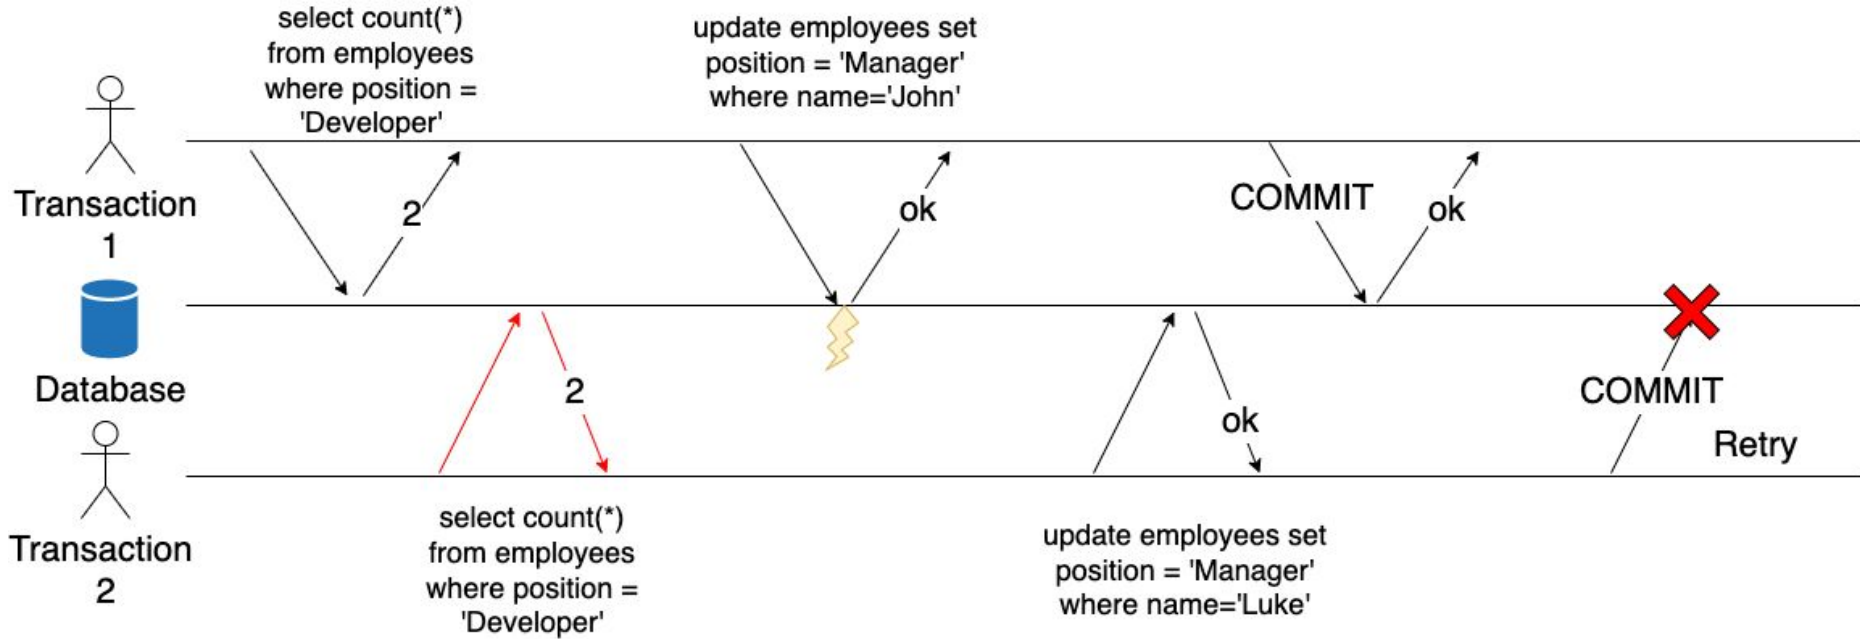 select count(*)
from employees
where position =
'Developer'
update employees set
position = 'Manager'
where name='John'
Transaction
1
2
ok
COMMIT
ok
Database
2
ok
COMMIT
Retry
Transaction
2
select count(*)
from employees
where position =
'Developer'
update employees set
position = 'Manager'
where name='Luke'